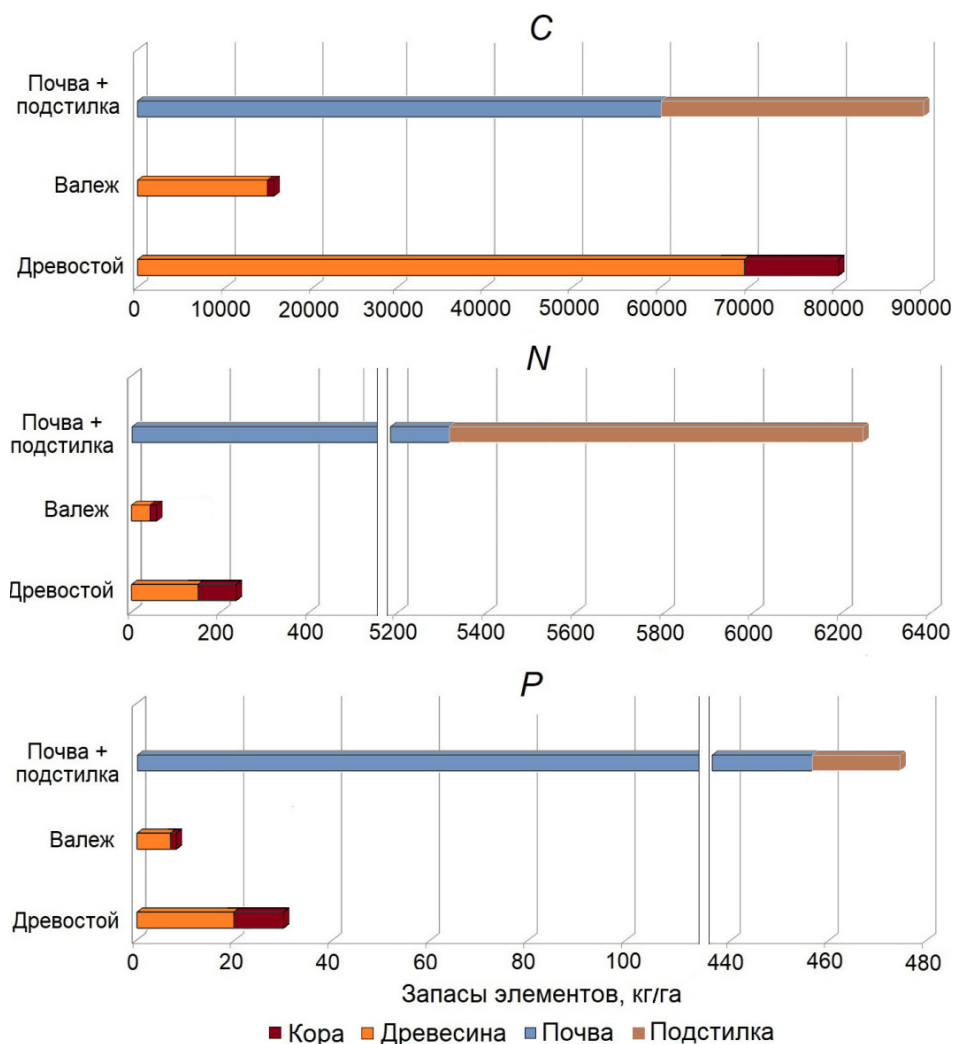 C
Почва +
подстилка
Валеж
Древостой
0 10000 20000 30000 40000 50000 60000 70000 80000 90000
N
Почва +
подстилка
Валеж
Древостой
0 200 400 5200 5400 5600 5800 6000 6200 6400
P
Почва +
подстилка
Валеж
Древостой
0 20 40 60 80 100 440 460 480
Запасы элементов, кг/га
Кора Древесина Почва Подстилка